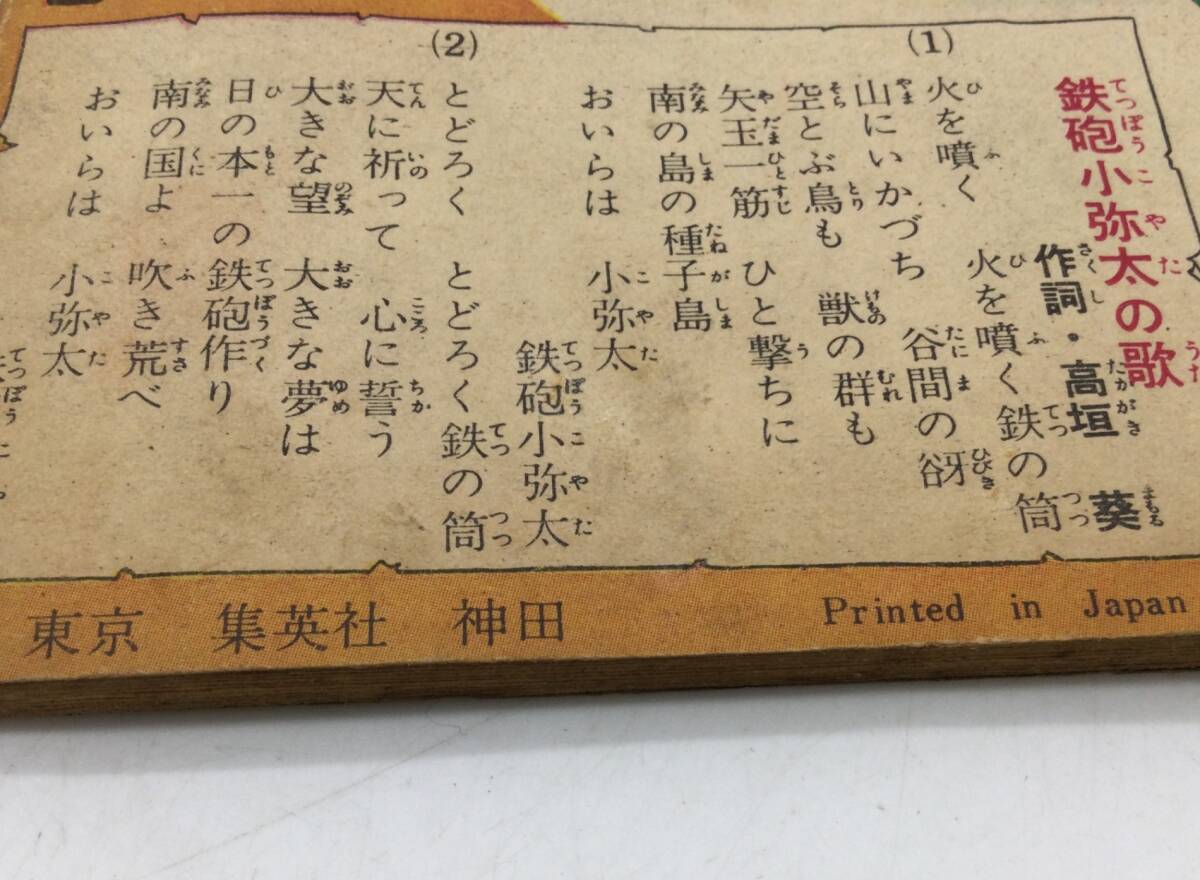 鉄砲小弥太の歌
作詞・高垣 葵
(1)
火を噴く 火を噴く鉄の筒
山にいかづち 谷間の谺
空とぶ鳥も 獣の群も
矢玉一筋 ひと撃ちに
南の島の種子島
おいらは 小弥太
鉄砲小弥太
(2)
とどろく とどろく鉄の筒
天に祈って 心に誓う
大きな望 大きな夢は
日の本一の鉄砲作り
南の国よ 吹き荒べ
おいらは 小弥太
東京 集英社 神田
Printed in Japan